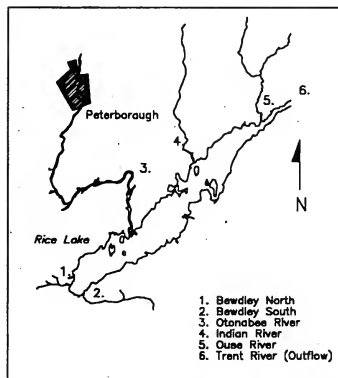 Peterborough
6.
5.
4.
3.
N
Rice Lake
1.
2.
1. Bewdley North
2. Bewdley South
3. Otonabee River
4. Indian River
5. Ouse River
6. Trent River (Outflow)